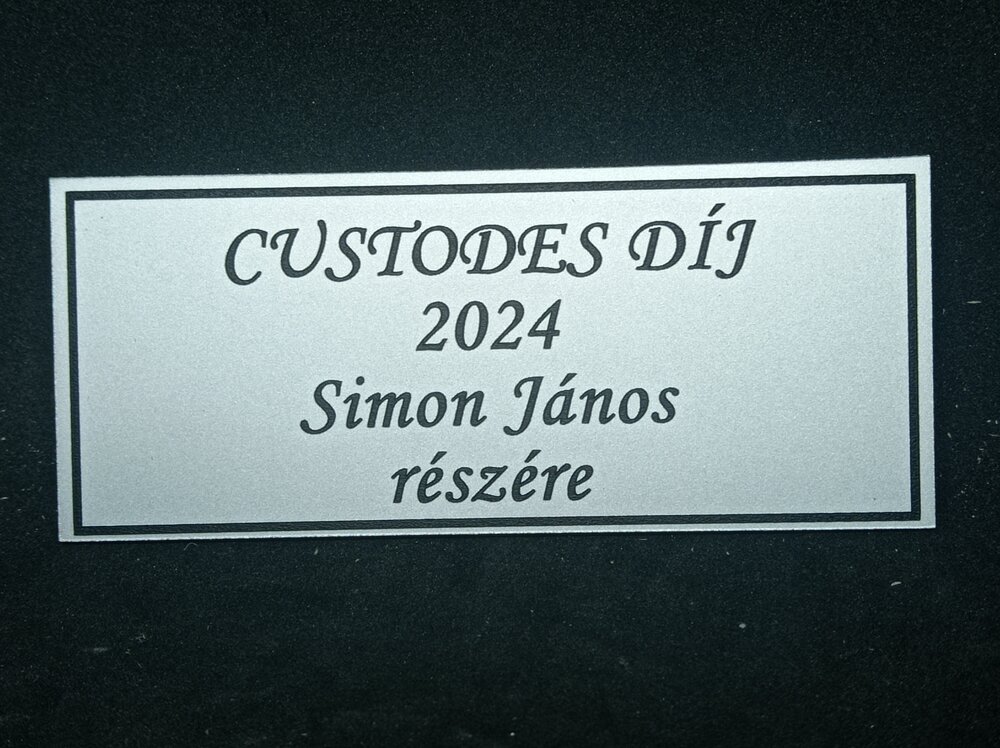 CUSTODES DÍJ
2024
Simon János
részére